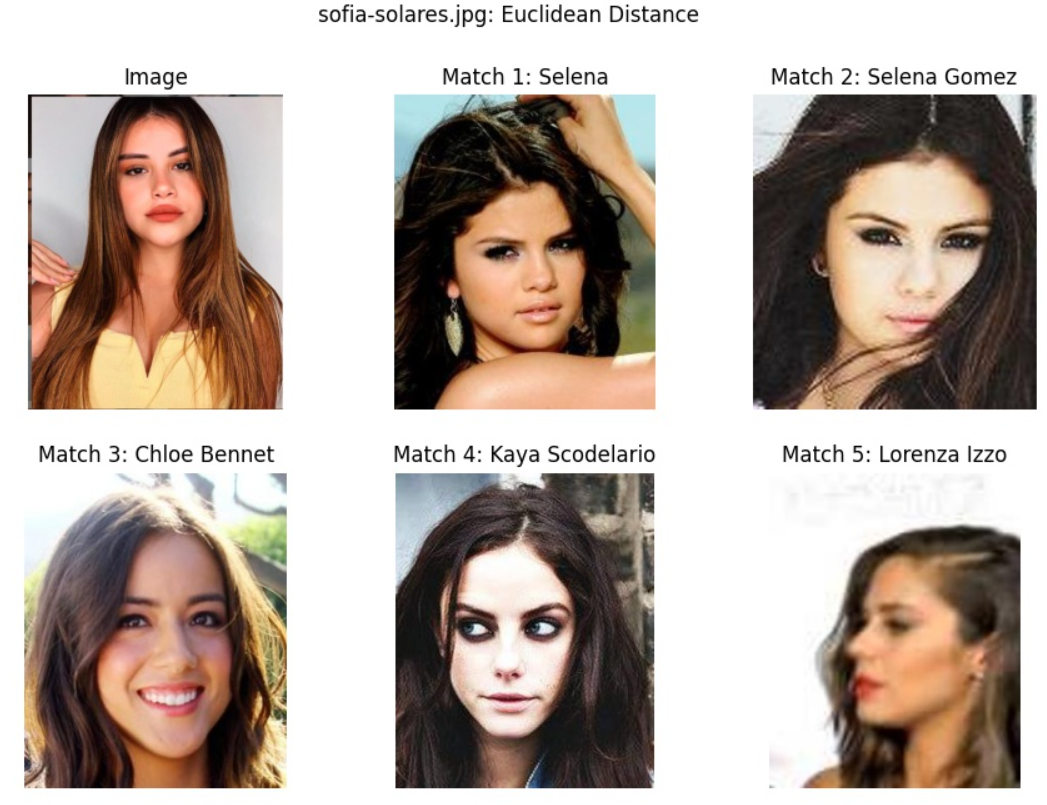 sofia-solares.jpg: Euclidean Distance
Image
Match 1: Selena
Match 2: Selena Gomez
Match 3: Chloe Bennet
Match 4: Kaya Scodelario
Match 5: Lorenza Izzo